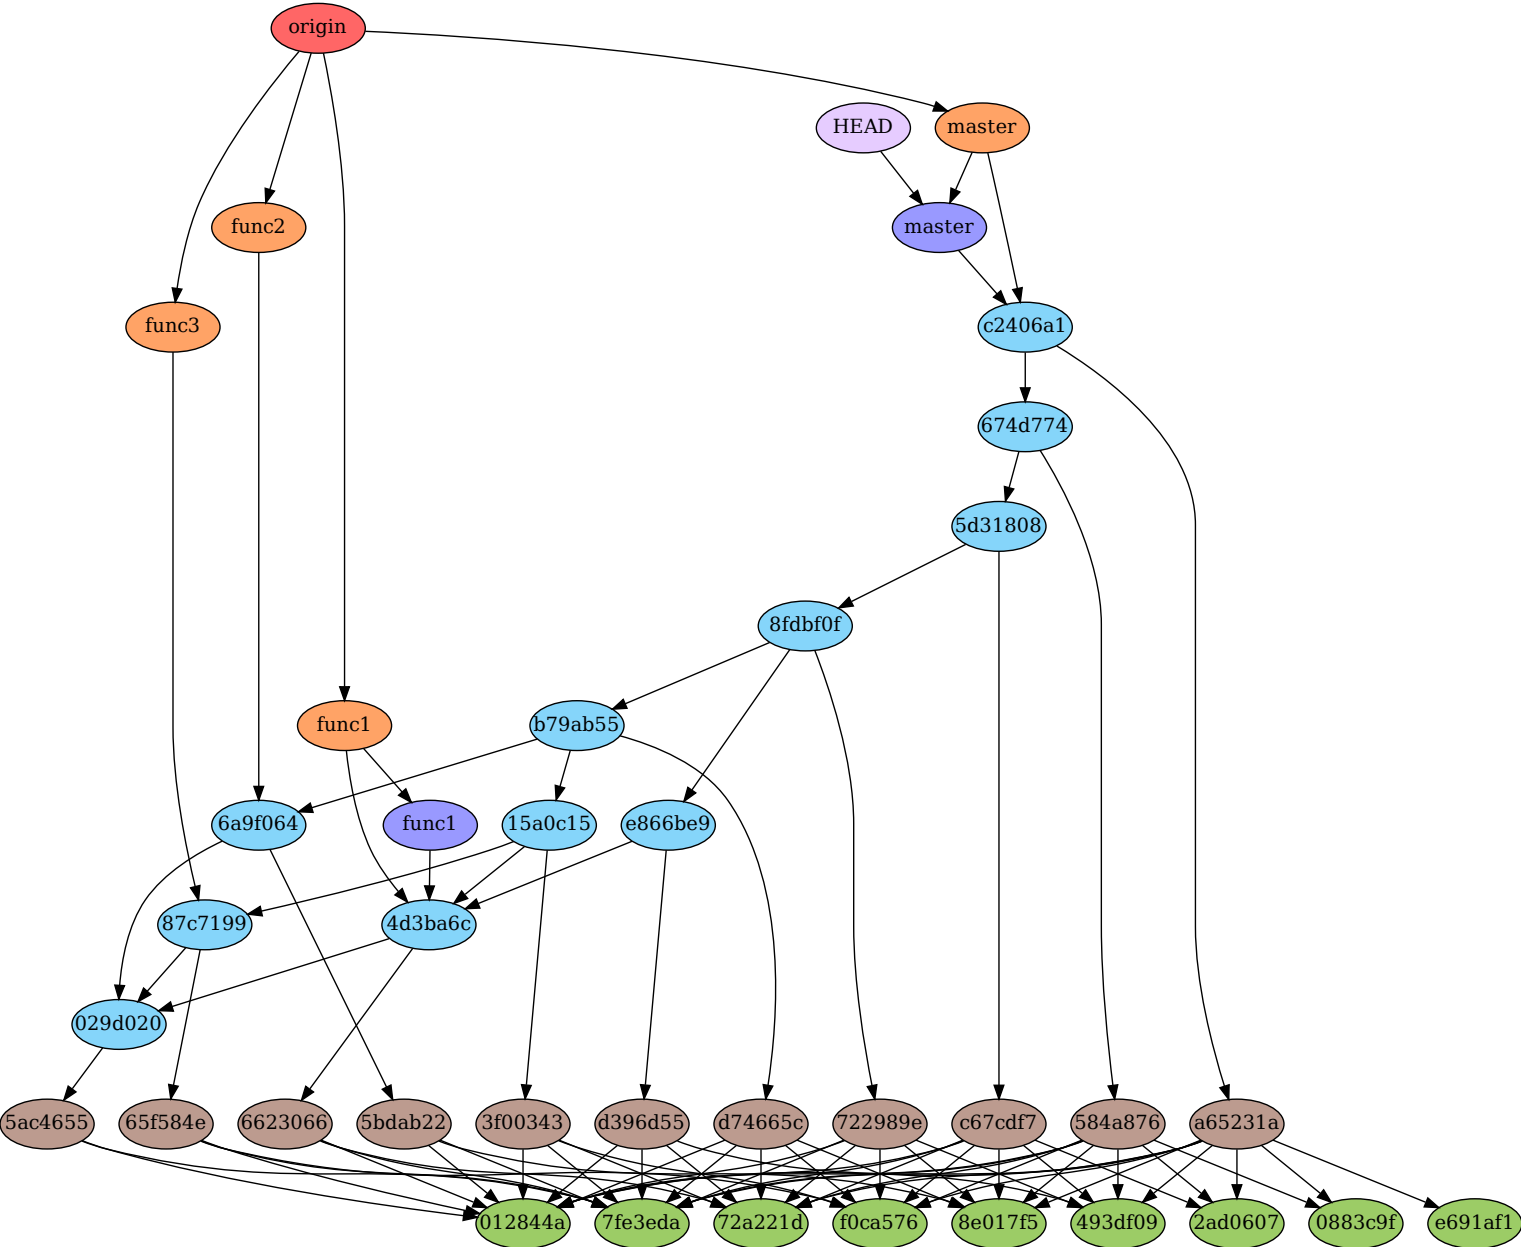 origin
HEAD
master
func2
master
func3
c2406a1
674d774
5d31808
8fdbf0f
func1
b79ab55
6a9f064
func1
15a0c15
e866be9
87c7199
4d3ba6c
029d020
5ac4655
65f584e
6623066
5bdab22
3f00343
d396d55
d74665c
722989e
c67cdf7
584a876
a65231a
012844a
7fe3eda
72a221d
f0ca576
8e017f5
493df09
2ad0607
0883c9f
e691af1